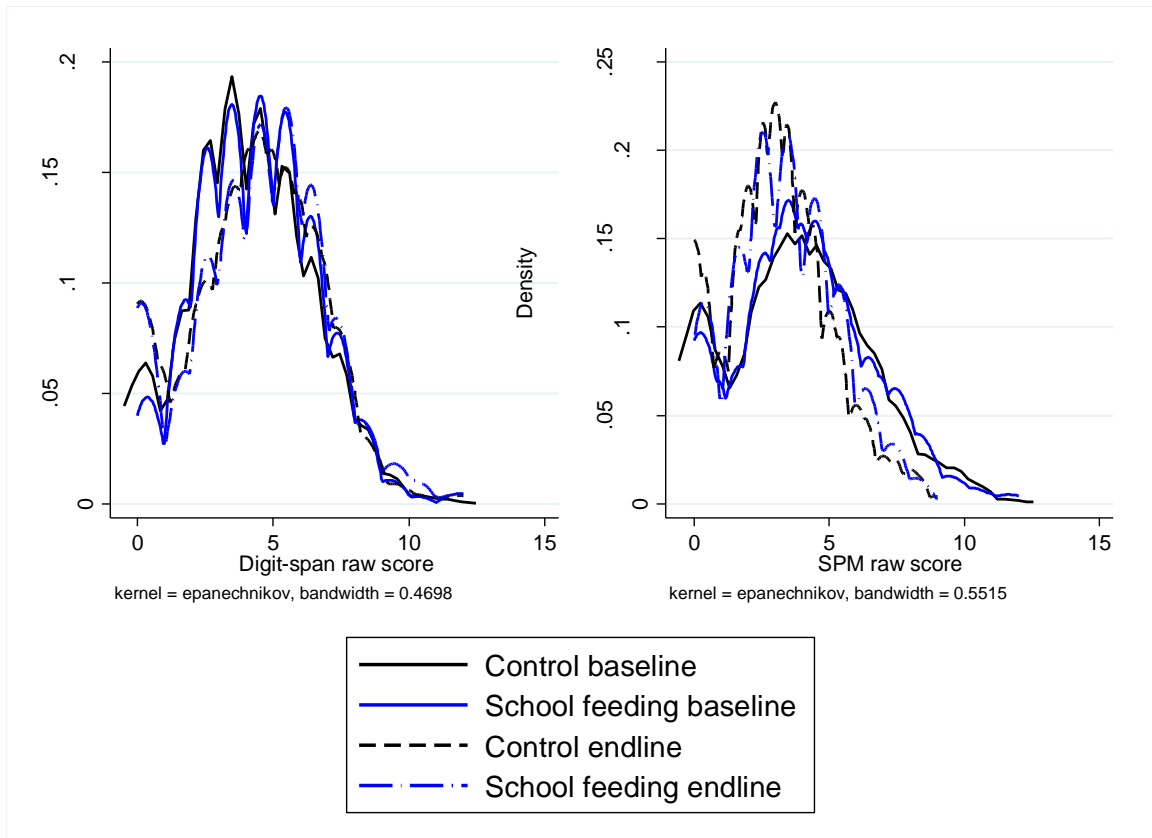 .2
.15
.1
.05
0
0 5 10 15
Digit-span raw score
kernel = epanechnikov, bandwidth = 0.4698
Density
.25
.2
.15
.1
.05
0
0 5 10 15
SPM raw score
kernel = epanechnikov, bandwidth = 0.5515
Control baseline
School feeding baseline
Control endline
School feeding endline